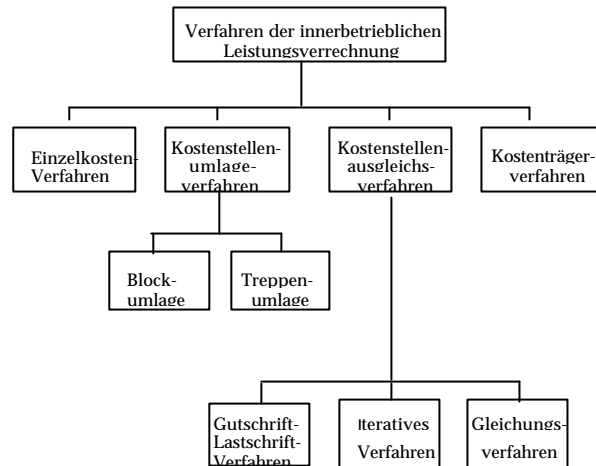 Verfahren der innerbetrieblichen
Leistungsverrechnung
Einzelkosten-
Verfahren
Kostenstellen-
umlage-
verfahren
Kostenstellen-
ausgleichs-
verfahren
Kostenträger-
verfahren
Block-
umlage
Treppen-
umlage
Gutschrift-
Lastschrift-
Verfahren
Iteratives
Verfahren
Gleichungs-
verfahren